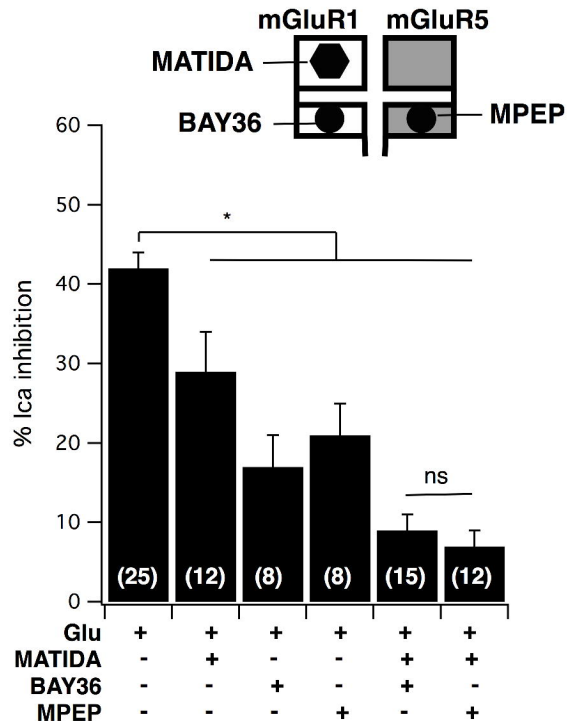 mGluR1 mGluR5
MATIDA
BAY36 MPEP
60
50
*
40
30
20
ns
10
0
% Ica inhibition
(25) (12) (8) (8) (15) (12)
Glu + + + + + +
MATIDA - + - - + +
BAY36 - - + - + -
MPEP - - - + - +